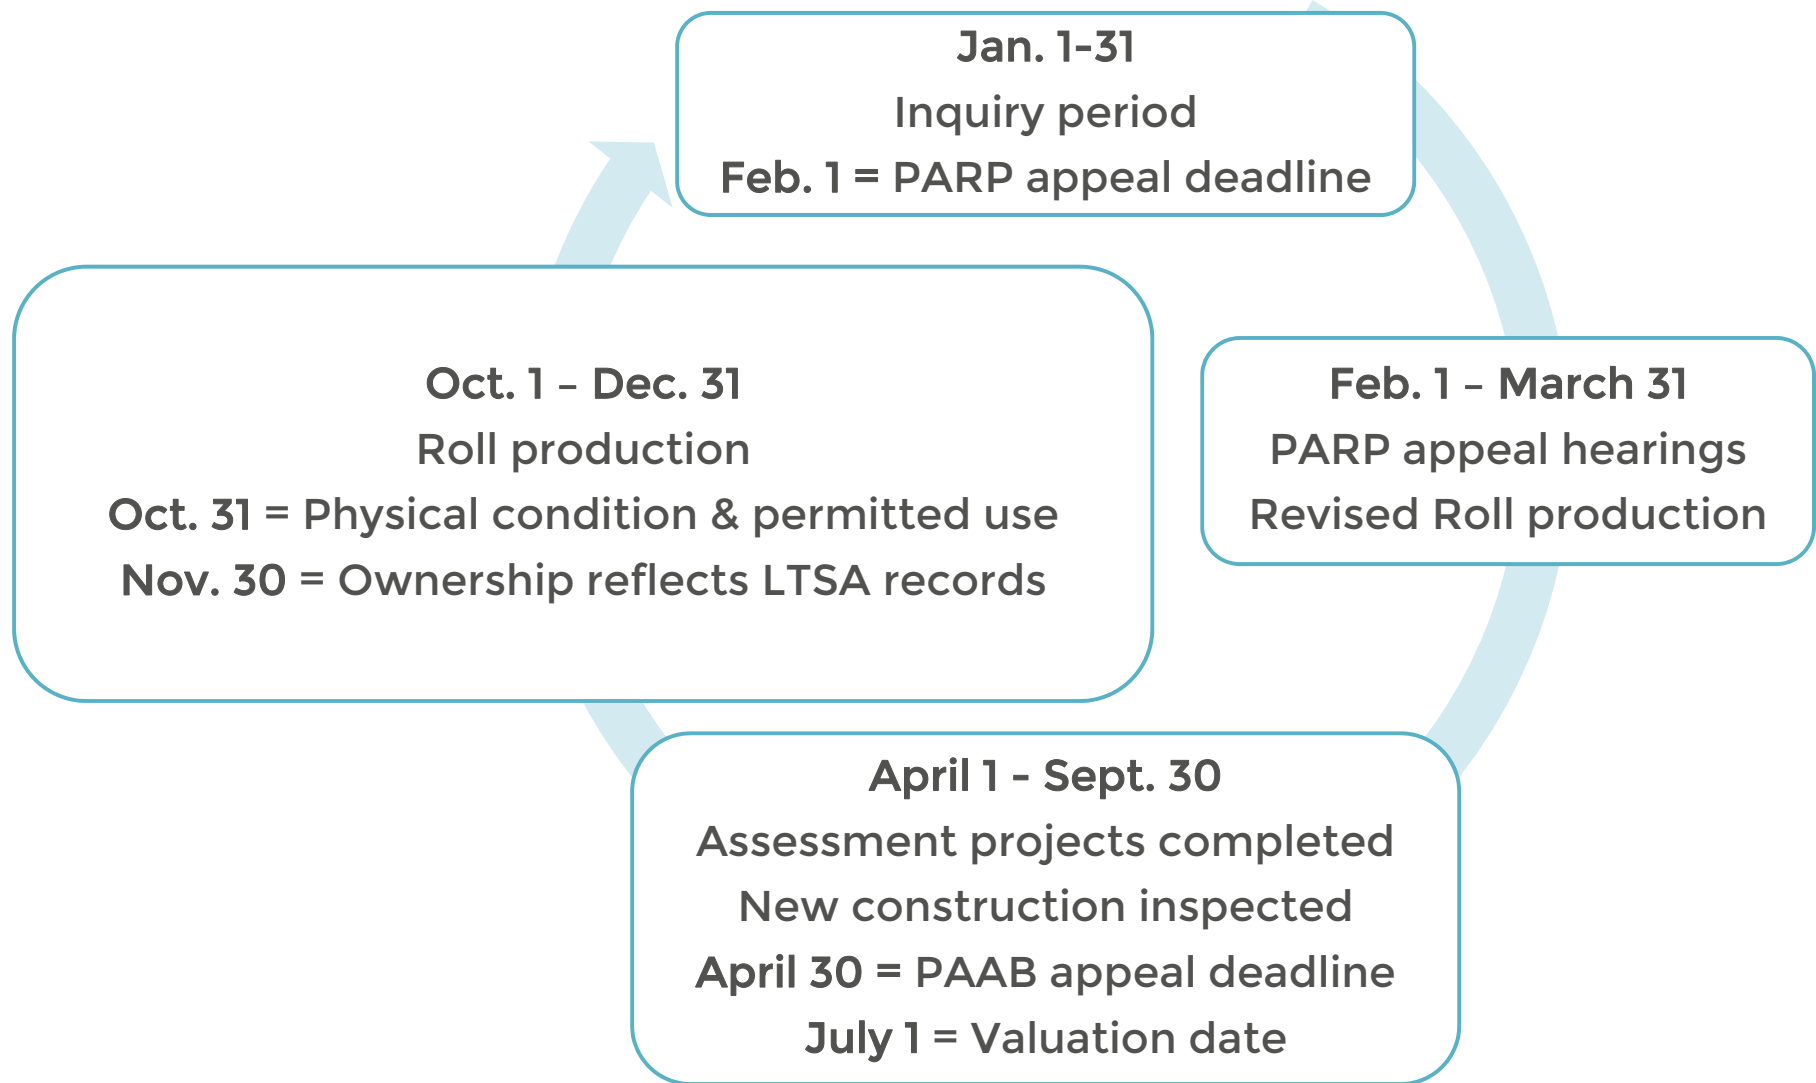 Jan. 1-31
Inquiry period
Feb. 1 = PARP appeal deadline
Feb. 1 – March 31
PARP appeal hearings
Revised Roll production
April 1 - Sept. 30
Assessment projects completed
New construction inspected
April 30 = PAAB appeal deadline
July 1 = Valuation date
Oct. 1 – Dec. 31
Roll production
Oct. 31 = Physical condition & permitted use
Nov. 30 = Ownership reflects LTSA records